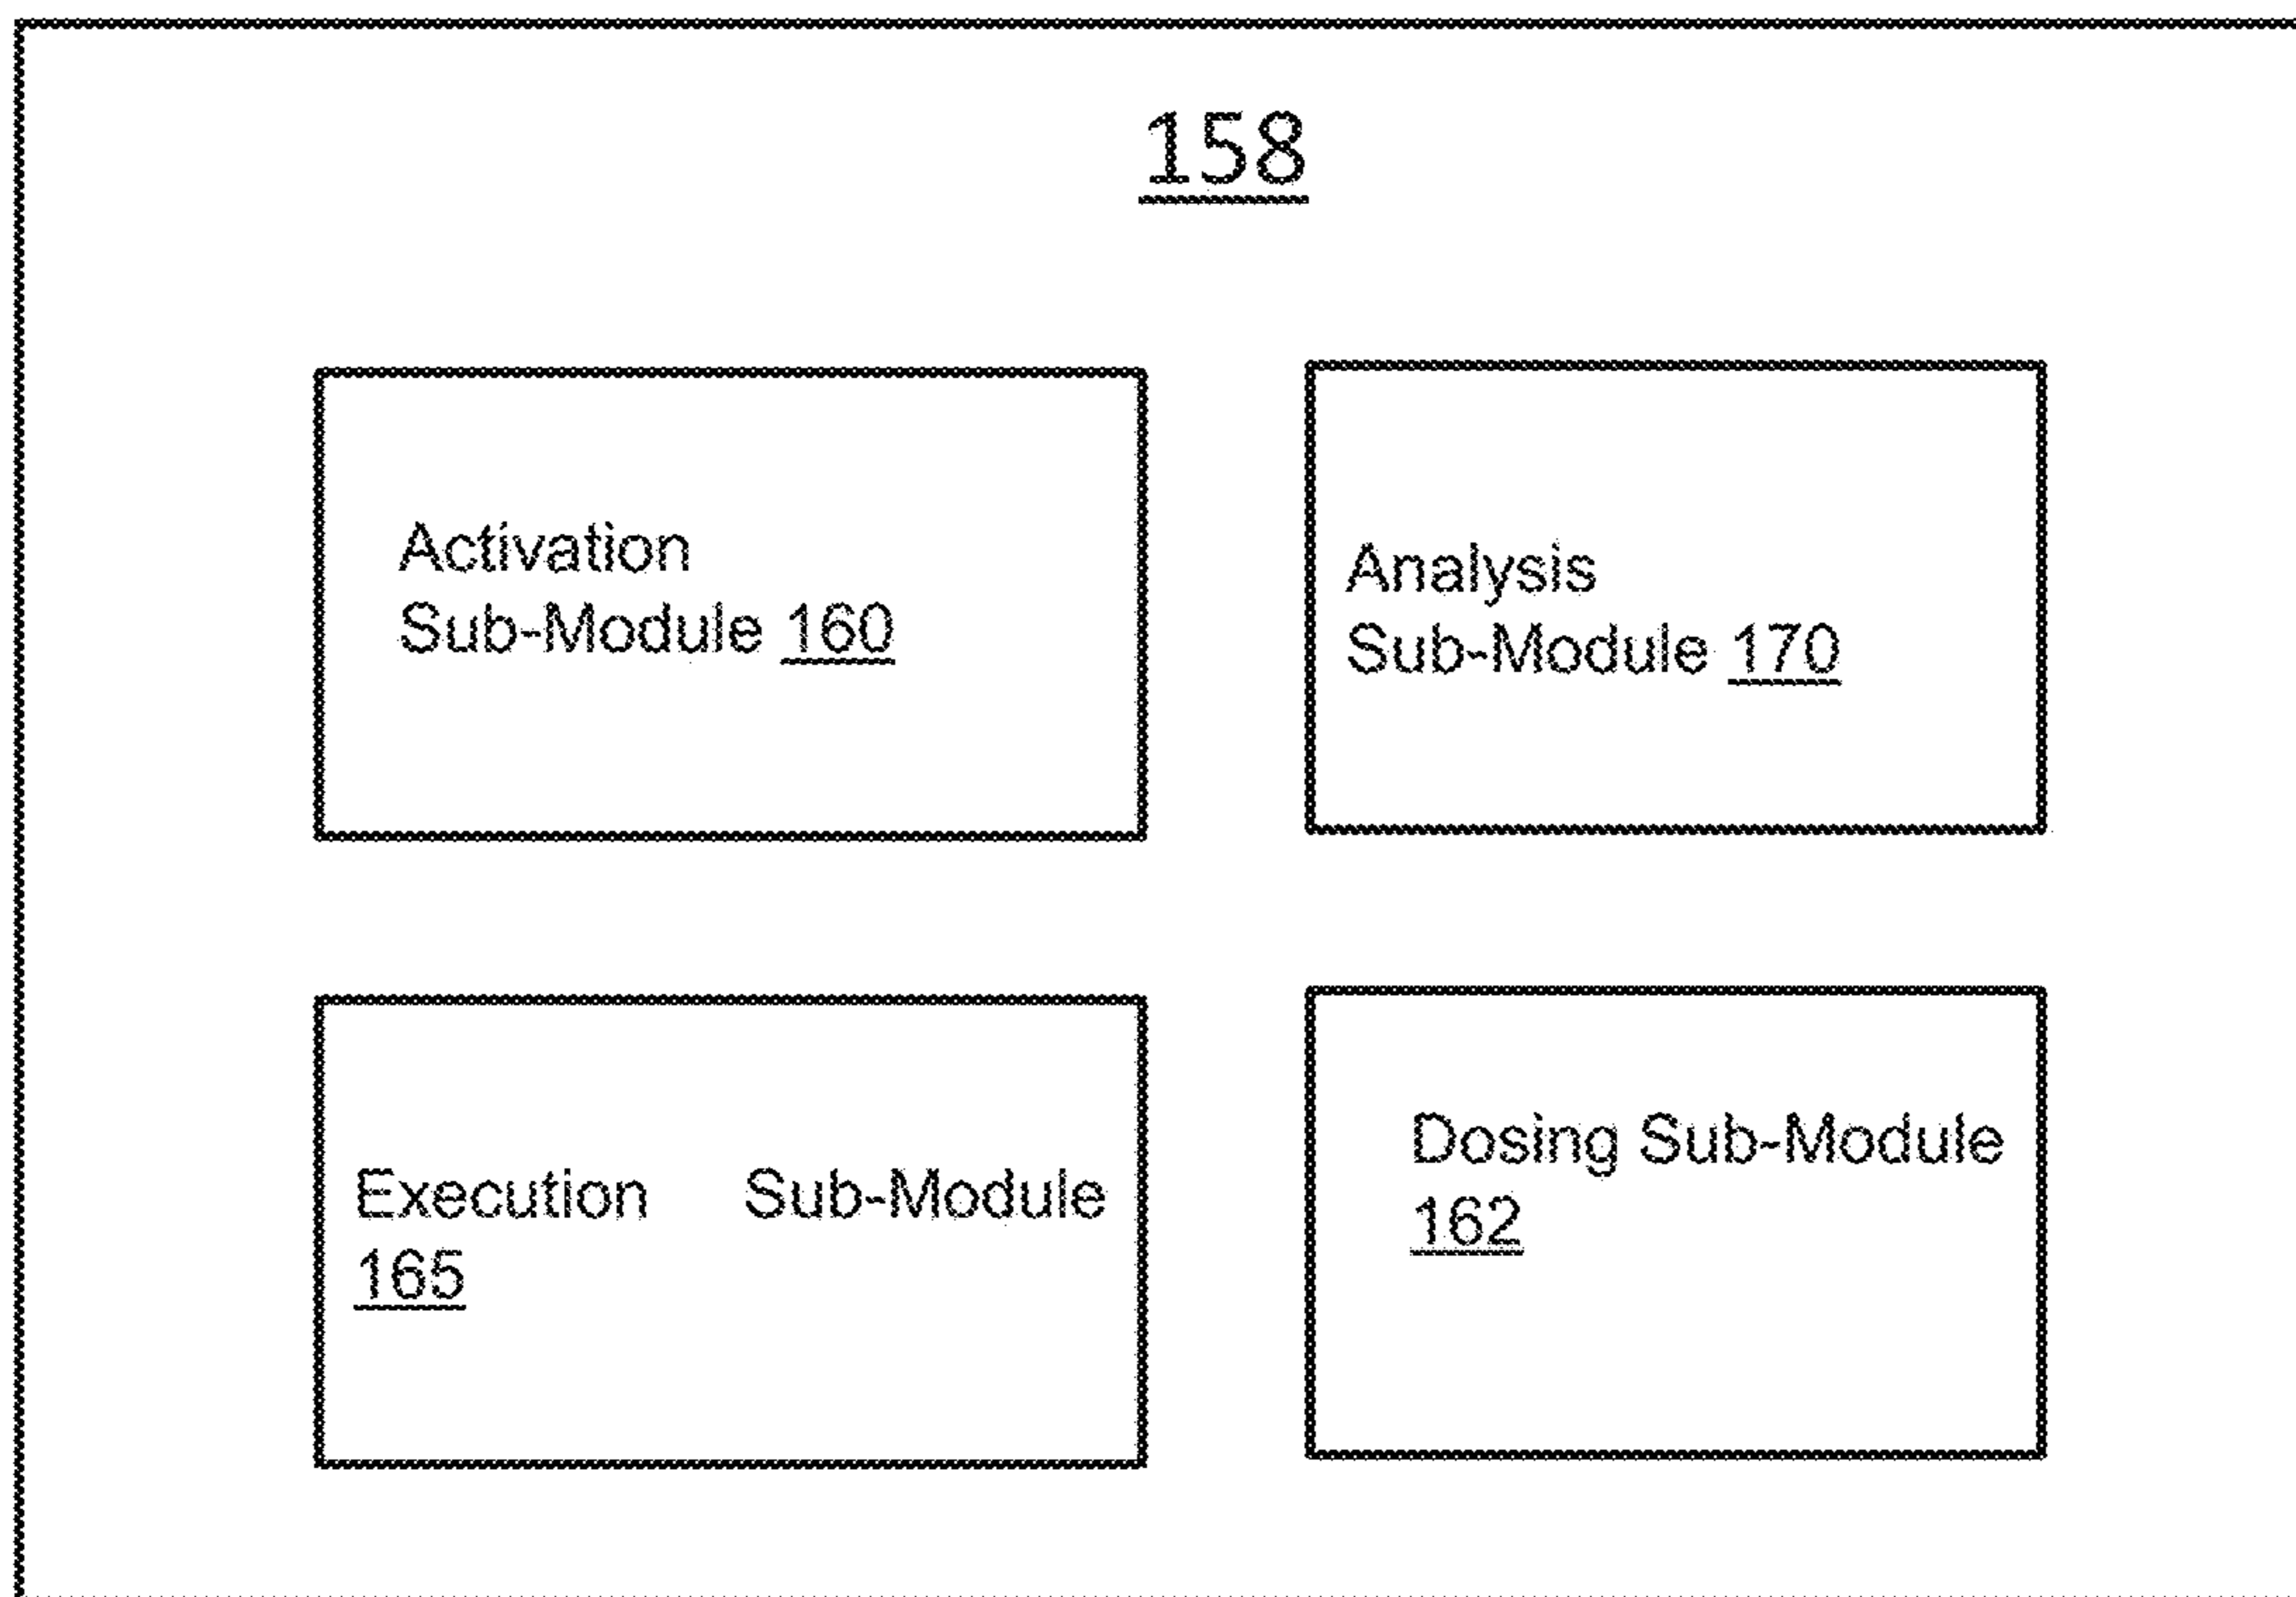 158
Activation
Sub-Module 160
Analysis
Sub-Module 170
Execution Sub-Module
165
Dosing Sub-Module
162